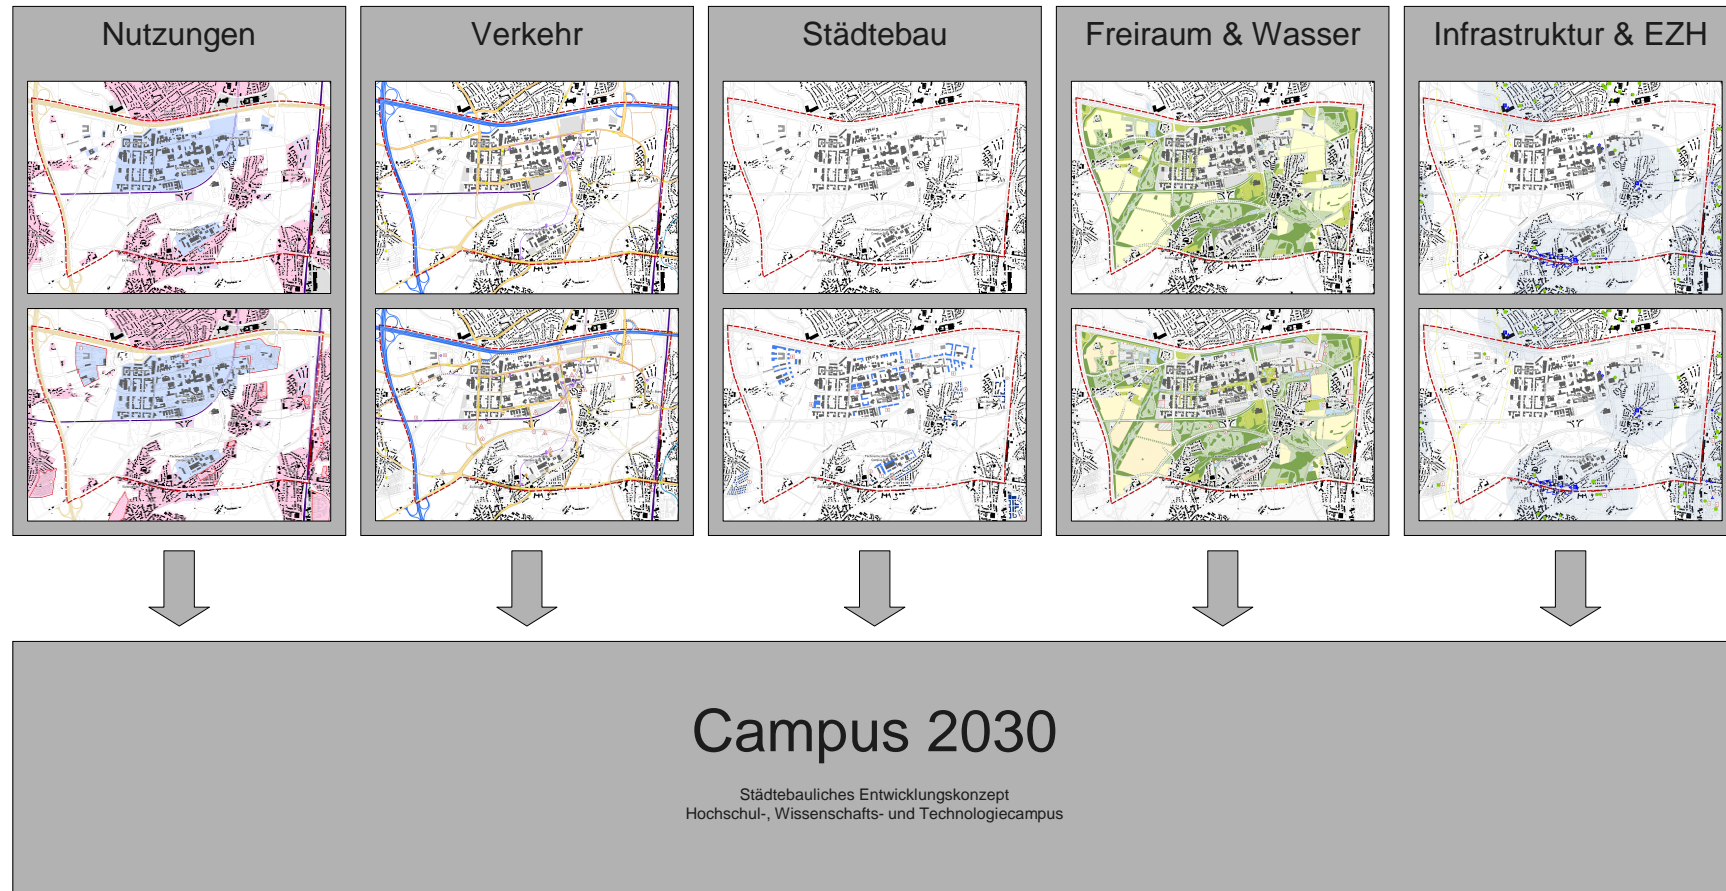 Nutzungen
Verkehr
Städtebau
Freiraum & Wasser
Infrastruktur & EZH
Campus 2030
Städtebauliches Entwicklungskonzept
Hochschul-, Wissenschafts- und Technologiecampus